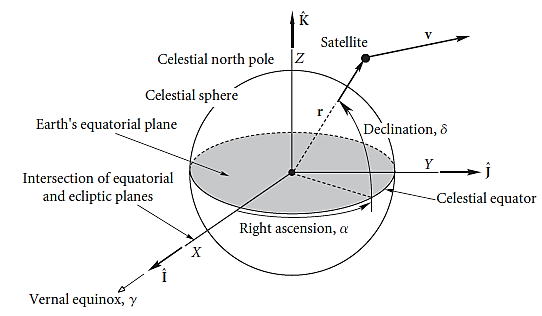 K̂
Satellite
v
Celestial north pole
Z
Celestial sphere
r
Earth's equatorial plane
Declination, δ
Intersection of equatorial
and ecliptic planes
Y
Ĵ
Celestial equator
Right ascension, α
X
Î
Vernal equinox, γ